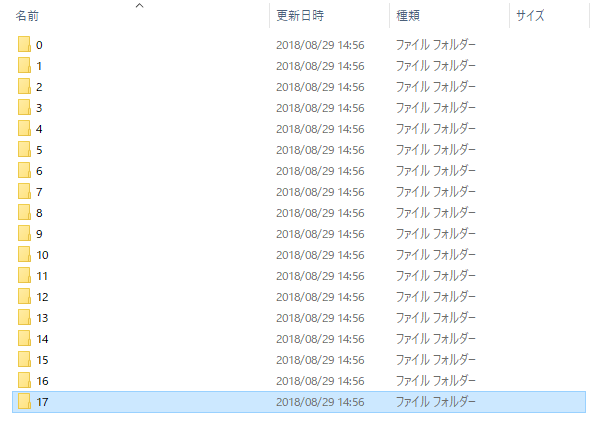 名前 更新日時 種類 サイズ
0 2018/08/29 14:56 ファイル フォルダー
1 2018/08/29 14:56 ファイル フォルダー
2 2018/08/29 14:56 ファイル フォルダー
3 2018/08/29 14:56 ファイル フォルダー
4 2018/08/29 14:56 ファイル フォルダー
5 2018/08/29 14:56 ファイル フォルダー
6 2018/08/29 14:56 ファイル フォルダー
7 2018/08/29 14:56 ファイル フォルダー
8 2018/08/29 14:56 ファイル フォルダー
9 2018/08/29 14:56 ファイル フォルダー
10 2018/08/29 14:56 ファイル フォルダー
11 2018/08/29 14:56 ファイル フォルダー
12 2018/08/29 14:56 ファイル フォルダー
13 2018/08/29 14:56 ファイル フォルダー
14 2018/08/29 14:56 ファイル フォルダー
15 2018/08/29 14:56 ファイル フォルダー
16 2018/08/29 14:56 ファイル フォルダー
17 2018/08/29 14:56 ファイル フォルダー